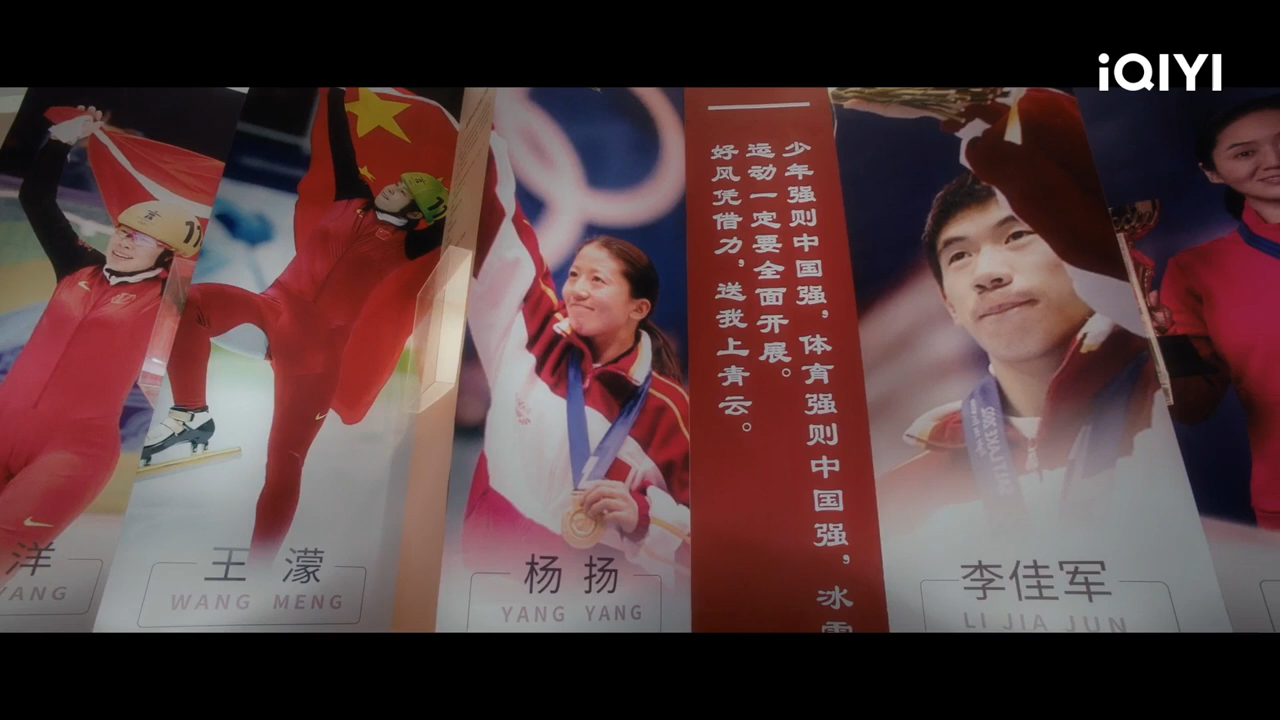 iQIYI
少年强则中国强，体育强则中国强，冰雪
运动一定要全面开展。
好风凭借力，送我上青云。
洋
YANG
王濛
WANG MENG
杨扬
YANG YANG
李佳军
LI JIA JUN